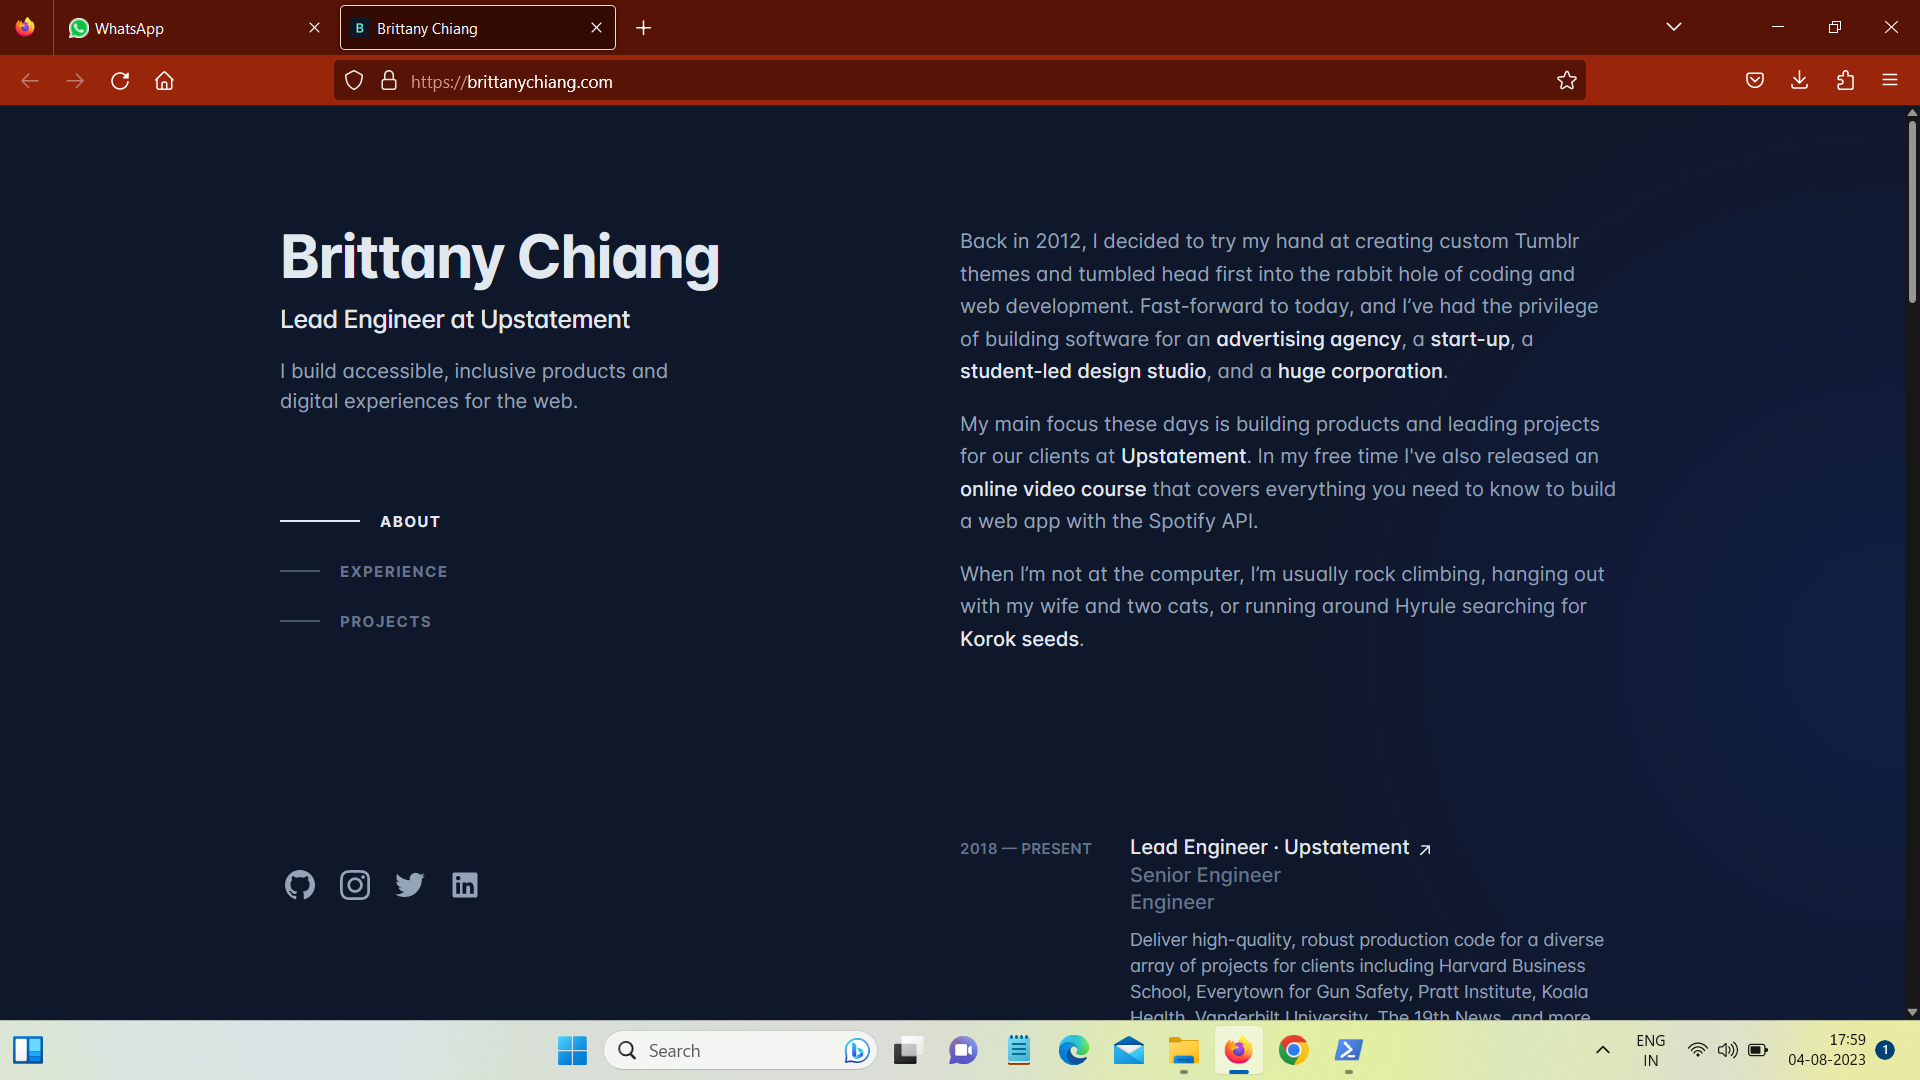 WhatsApp
B Brittany Chiang
https://brittanychiang.com
Brittany Chiang
Lead Engineer at Upstatement
I build accessible, inclusive products and
digital experiences for the web.
ABOUT
EXPERIENCE
PROJECTS
Back in 2012, I decided to try my hand at creating custom Tumblr
themes and tumbled head first into the rabbit hole of coding and
web development. Fast-forward to today, and I’ve had the privilege
of building software for an advertising agency, a start-up, a
student-led design studio, and a huge corporation.
My main focus these days is building products and leading projects
for our clients at Upstatement. In my free time I've also released an
online video course that covers everything you need to know to build
a web app with the Spotify API.
When I’m not at the computer, I’m usually rock climbing, hanging out
with my wife and two cats, or running around Hyrule searching for
Korok seeds.
2018 — PRESENT
Lead Engineer · Upstatement
Senior Engineer
Engineer
Deliver high-quality, robust production code for a diverse
array of projects for clients including Harvard Business
School, Everytown for Gun Safety, Pratt Institute, Koala
Health, Vanderbilt University, The 19th News, and more
Search
ENG
IN
17:59
04-08-2023
1